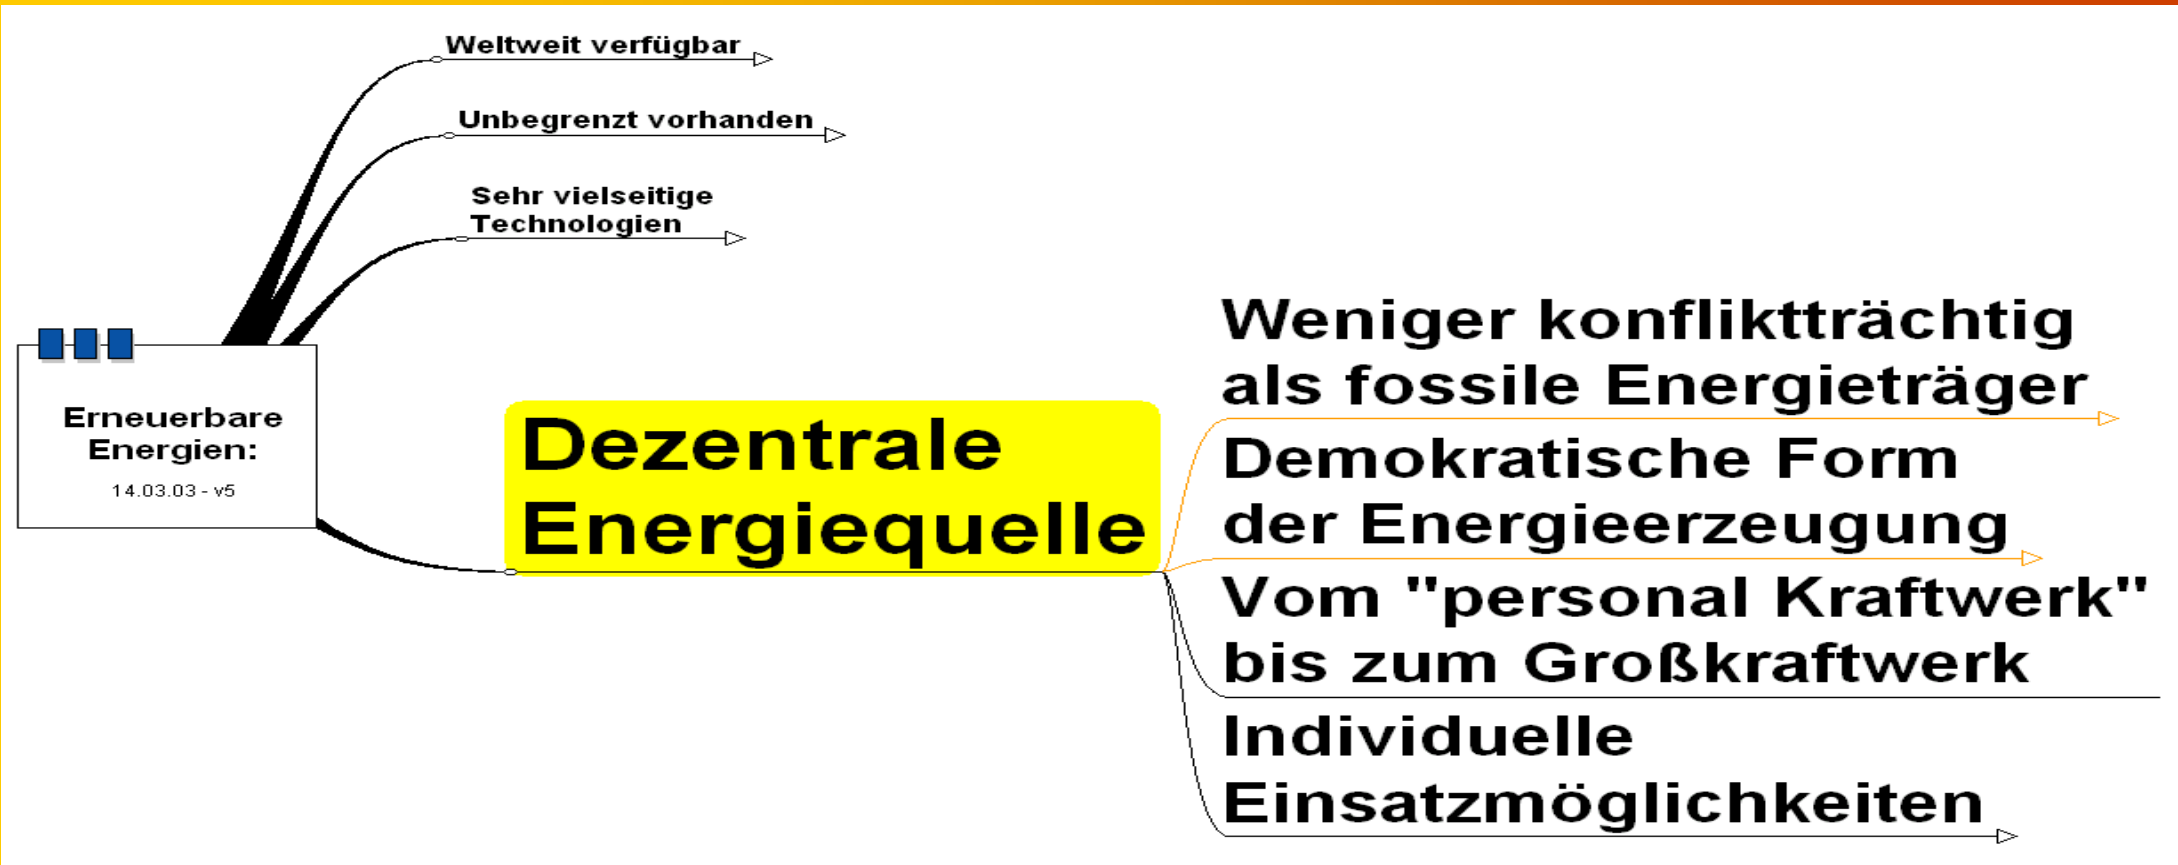 Weltweit verfügbar
Unbegrenzt vorhanden
Sehr vielseitige
Technologien
Erneuerbare
Energien:
14.03.03 - v5
Dezentrale
Energiequelle
Weniger konfliktträchtig
als fossile Energieträger
Demokratische Form
der Energieerzeugung
Vom "personal Kraftwerk"
bis zum Großkraftwerk
Individuelle
Einsatzmöglichkeiten